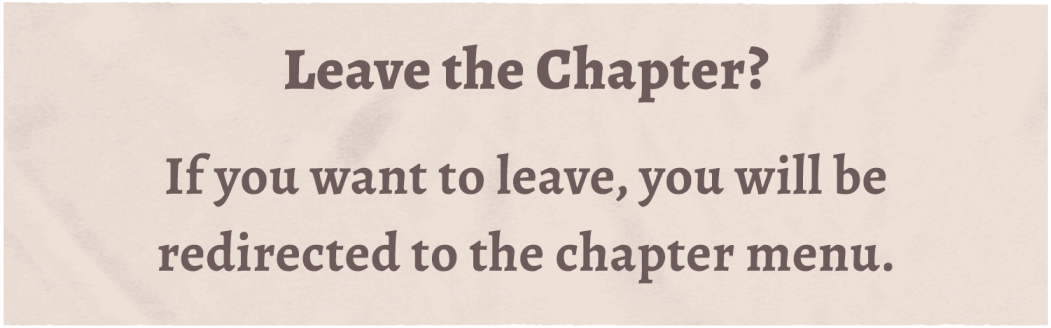 Leave the Chapter?
If you want to leave, you will be
redirected to the chapter menu.